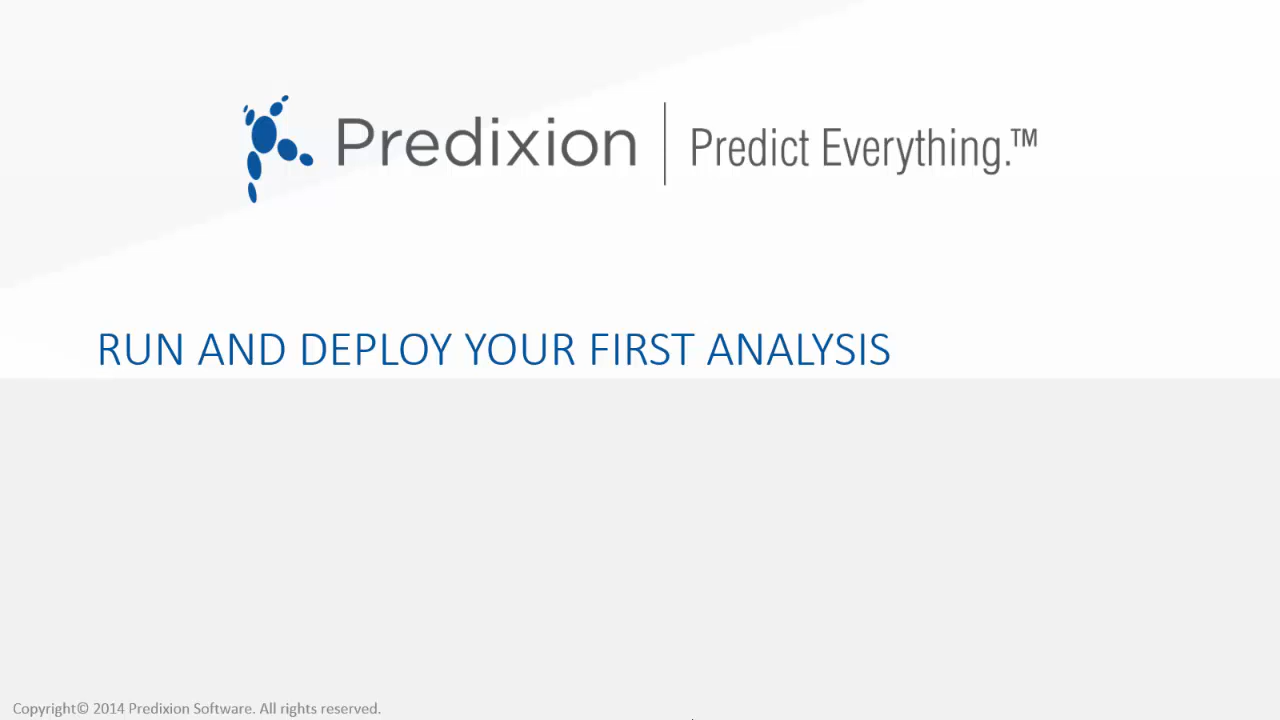 Predixion | Predict Everything.™
RUN AND DEPLOY YOUR FIRST ANALYSIS
Copyright© 2014 Predixion Software. All rights reserved.